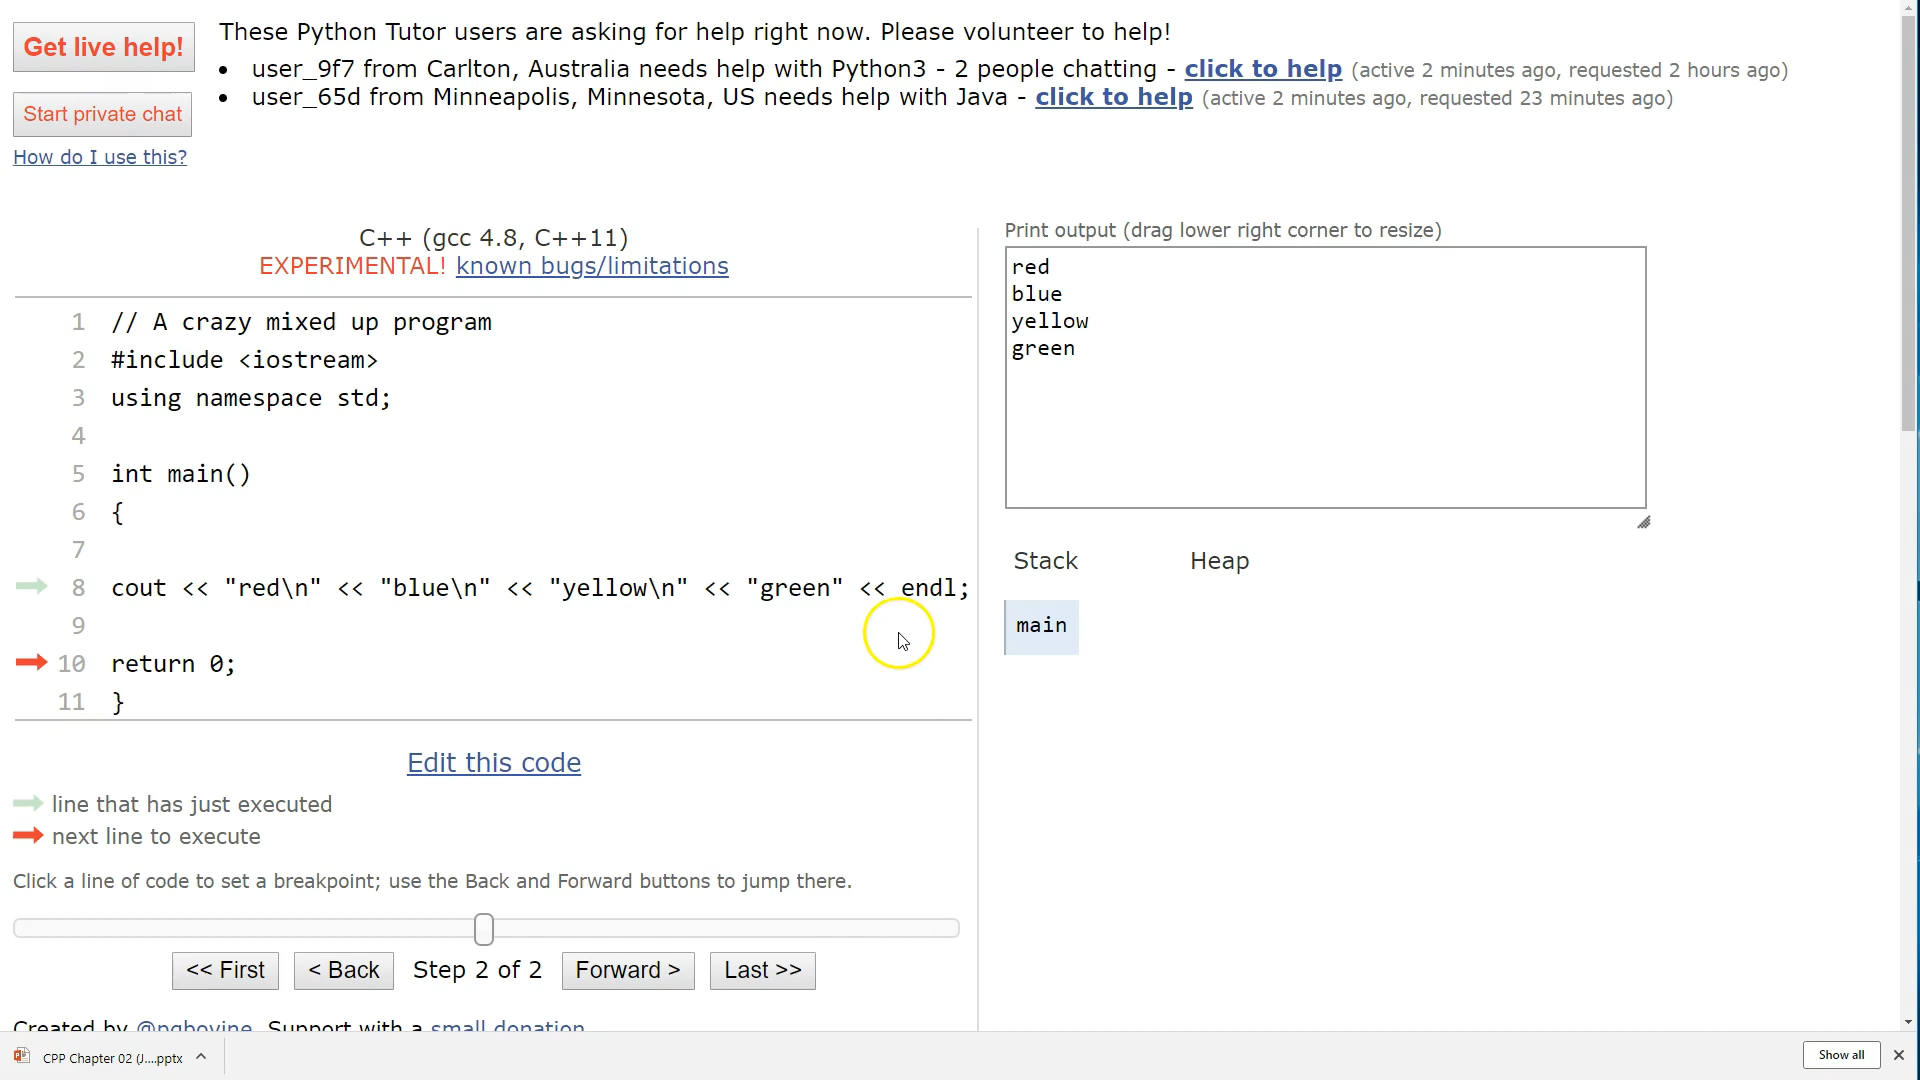 Get live help!
These Python Tutor users are asking for help right now. Please volunteer to help!
• user_9f7 from Carlton, Australia needs help with Python3 - 2 people chatting - click to help (active 2 minutes ago, requested 2 hours ago)
• user_65d from Minneapolis, Minnesota, US needs help with Java - click to help (active 2 minutes ago, requested 23 minutes ago)
Start private chat
How do I use this?
C++ (gcc 4.8, C++11)
EXPERIMENTAL! known bugs/limitations
1 // A crazy mixed up program
2 #include <iostream>
3 using namespace std;
4
5 int main()
6 {
7
8 cout << "red\n" << "blue\n" << "yellow\n" << "green" << endl;
9
10 return 0;
11 }
Edit this code
line that has just executed
next line to execute
Click a line of code to set a breakpoint; use the Back and Forward buttons to jump there.
<< First < Back Step 2 of 2 Forward > Last >>
Created by @pgbovine. Support with a small donation.
Print output (drag lower right corner to resize)
red
blue
yellow
green
Stack Heap
main
CPP Chapter 02 (J....pptx
Show all